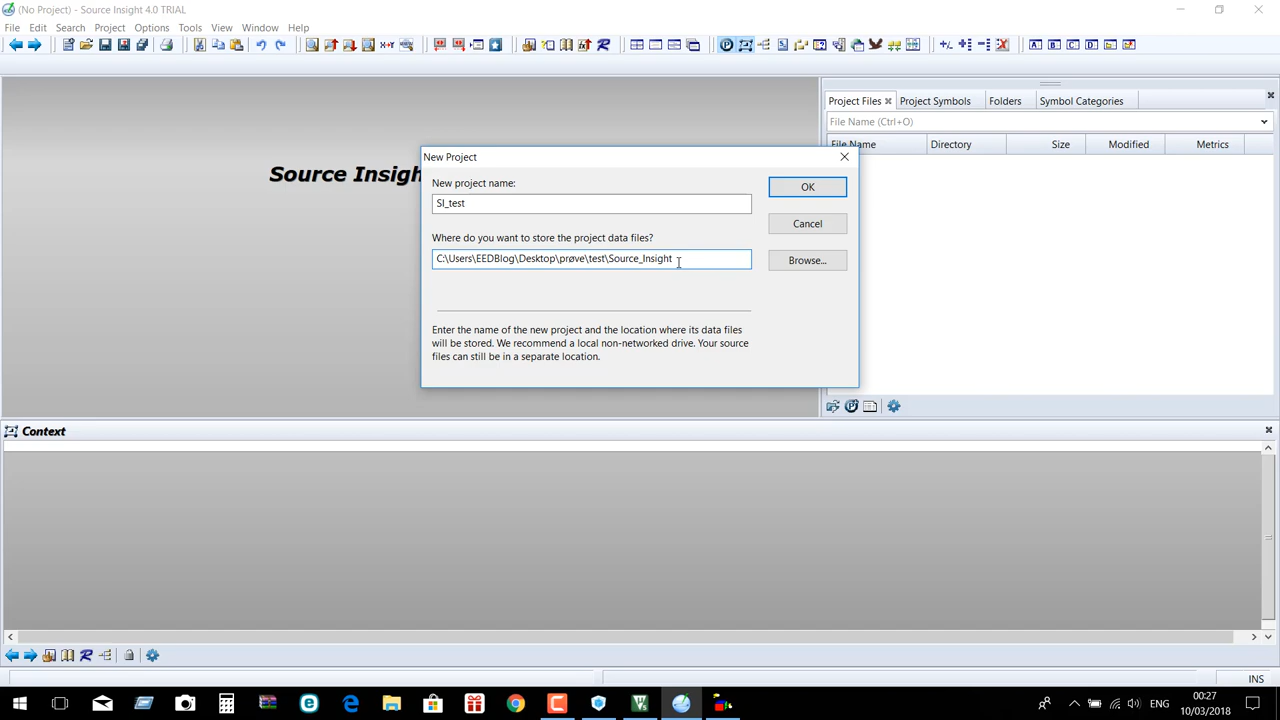 (No Project) - Source Insight 4.0 TRIAL
File Edit Search Project Options Tools View Window Help
Source Insigh
Project Files Project Symbols Folders Symbol Categories
File Name (Ctrl+O)
File Name Directory Size Modified Metrics
New Project
New project name:
OK
SI_test
Cancel
Where do you want to store the project data files?
C:\Users\EEDBlog\Desktop\prøve\test\Source_Insight
Browse...
Enter the name of the new project and the location where its data files
will be stored. We recommend a local non-networked drive. Your source
files can still be in a separate location.
Context
INS
ENG
00:27
10/03/2018